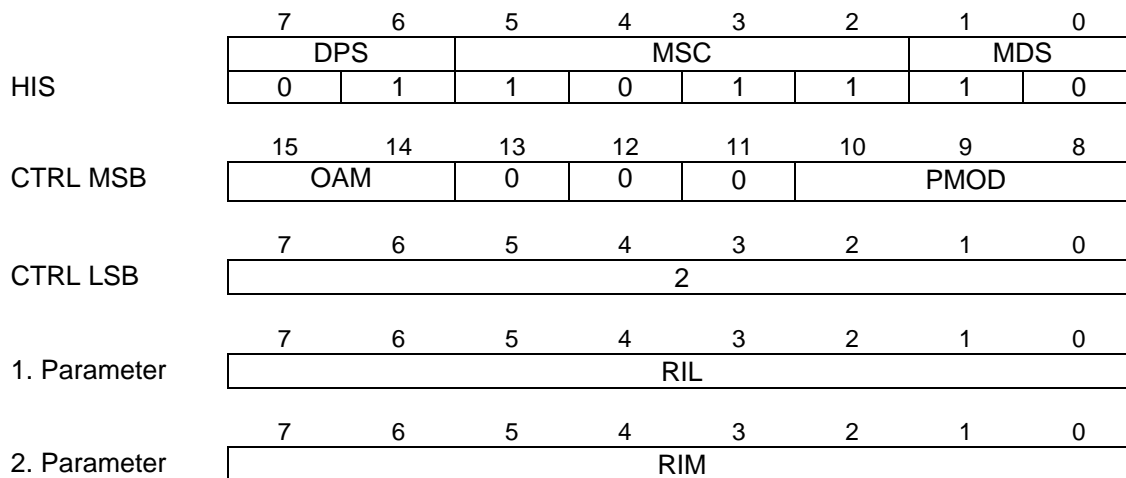 7 6 5 4 3 2 1 0
DPS MSC MDS
HIS 0 1 1 0 1 1 1 0
15 14 13 12 11 10 9 8
CTRL MSB OAM 0 0 0 PMOD
7 6 5 4 3 2 1 0
CTRL LSB 2
7 6 5 4 3 2 1 0
1. Parameter RIL
7 6 5 4 3 2 1 0
2. Parameter RIM